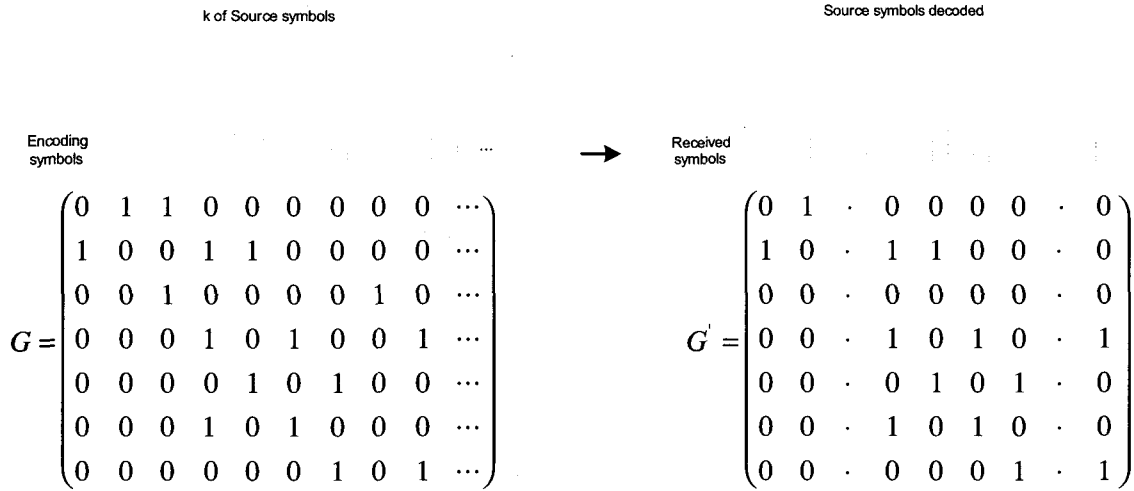 k of Source symbols
Source symbols decoded
Encoding symbols
...
Received symbols
G =
0 1 1 0 0 0 0 0 0 ...
1 0 0 1 1 0 0 0 0 ...
0 0 1 0 0 0 0 1 0 ...
0 0 0 1 0 1 0 0 1 ...
0 0 0 0 1 0 1 0 0 ...
0 0 0 1 0 1 0 0 0 ...
0 0 0 0 0 0 1 0 1 ...
G' =
0 1 · 0 0 0 0 · 0
1 0 · 1 1 0 0 · 0
0 0 · 0 0 0 0 · 0
0 0 · 1 0 1 0 · 1
0 0 · 0 1 0 1 · 0
0 0 · 1 0 1 0 · 0
0 0 · 0 0 0 1 · 1